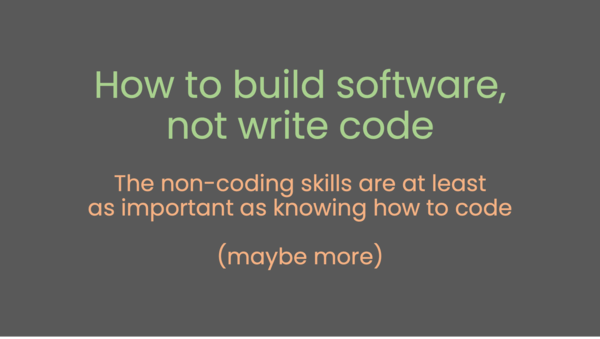 How to build software,
not write code
The non-coding skills are at least
as important as knowing how to code
(maybe more)